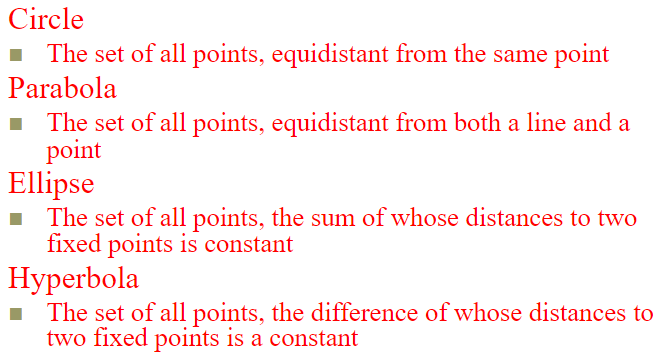 Circle
The set of all points, equidistant from the same point
Parabola
The set of all points, equidistant from both a line and a
point
Ellipse
The set of all points, the sum of whose distances to two
fixed points is constant
Hyperbola
The set of all points, the difference of whose distances to
two fixed points is a constant